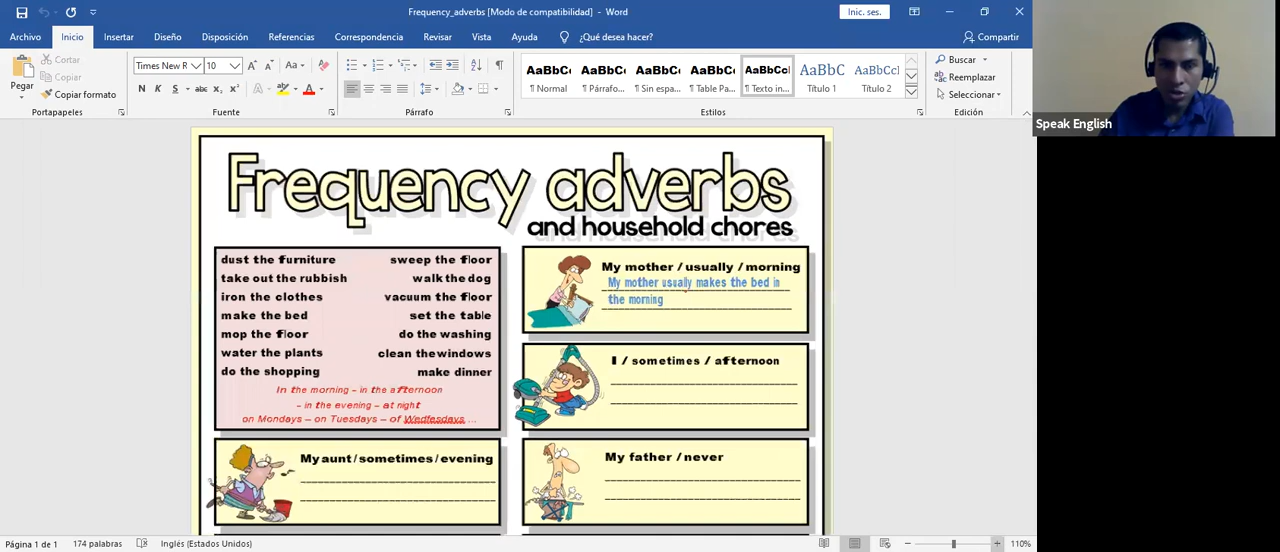 Frequency_adverbs [Modo de compatibilidad] - Word
Inic. ses.
Archivo Inicio Insertar Diseño Disposición Referencias Correspondencia Revisar Vista Ayuda ¿Qué desea hacer? Compartir
Pegar
Cortar
Copiar
Copiar formato
Portapapeles
Times New R 10
N K S abc x₂ x²
Fuente
Párrafo
AaBbCc AaBbCc AaBbCc AaBbCc AaBbCcI AaBbC AaBbCcI
¶ Normal ¶ Párrafo... ¶ Sin espa... ¶ Table Pa... ¶ Texto in... ¶ Título 1 ¶ Título 2
Estilos
Buscar
Reemplazar
Seleccionar
Edición
Speak English
Frequency adverbs
and household chores
dust the furniture sweep the floor
take out the rubbish walk the dog
iron the clothes vacuum the floor
make the bed set the table
mop the floor do the washing
water the plants clean thewindows
do the shopping make dinner
In the morning – in the afternoon
– in the evening – at night
on Mondays – on Tuesdays – of Wedfesdays ...
My mother / usually / morning
My mother usually makes the bed in
the morning
I / sometimes / afternoon
My aunt / sometimes / evening
My father / never
Página 1 de 1 174 palabras Inglés (Estados Unidos) 110%